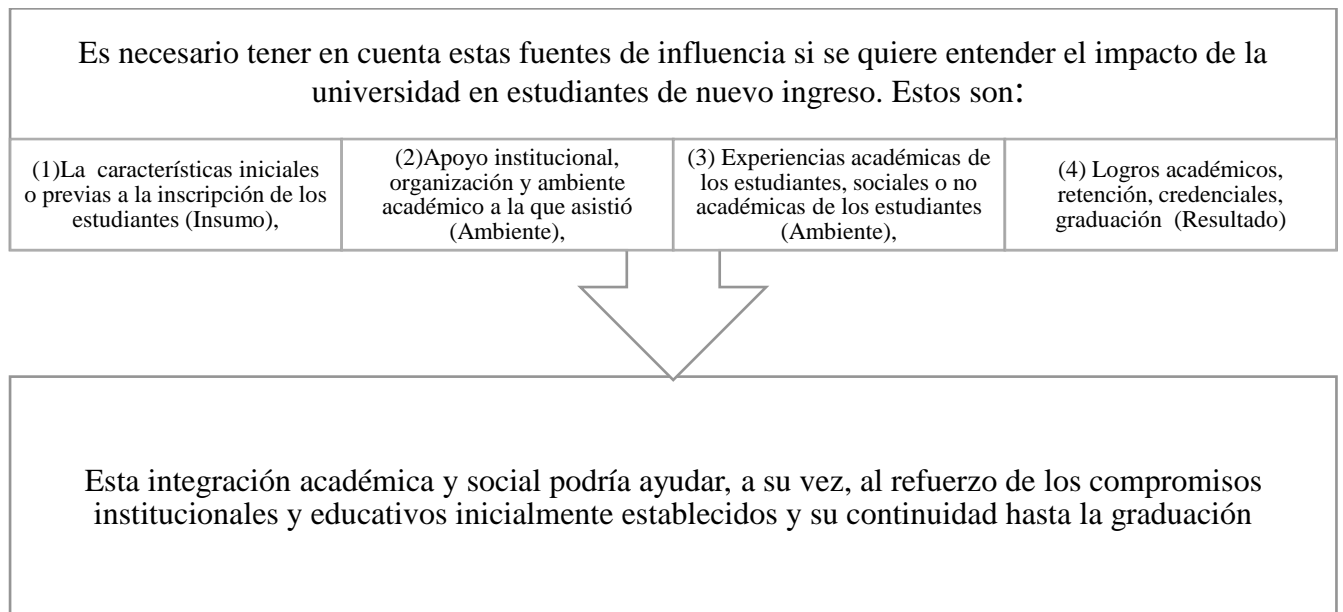 Es necesario tener en cuenta estas fuentes de influencia si se quiere entender el impacto de la
universidad en estudiantes de nuevo ingreso. Estos son:
(1)La características iniciales
o previas a la inscripción de los
estudiantes (Insumo),
(2)Apoyo institucional,
organización y ambiente
académico a la que asistió
(Ambiente),
(3) Experiencias académicas de
los estudiantes, sociales o no
académicas de los estudiantes
(Ambiente),
(4) Logros académicos,
retención, credenciales,
graduación (Resultado)
Esta integración académica y social podría ayudar, a su vez, al refuerzo de los compromisos
institucionales y educativos inicialmente establecidos y su continuidad hasta la graduación